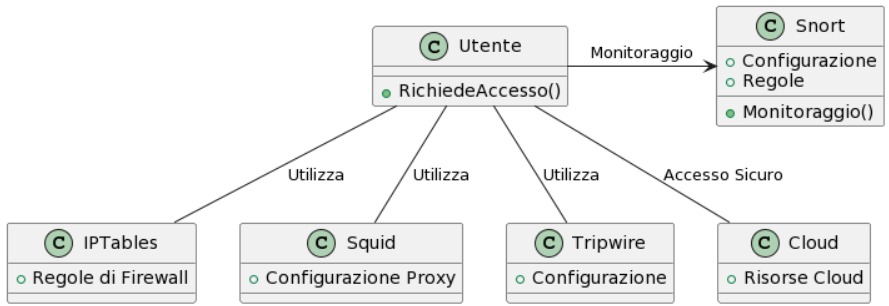 C Utente
RichiedeAccesso()
Monitoraggio
C Snort
Configurazione
Regole
Monitoraggio()
Utilizza
Utilizza
Utilizza
Accesso Sicuro
C IPTables
Regole di Firewall
C Squid
Configurazione Proxy
C Tripwire
Configurazione
C Cloud
Risorse Cloud